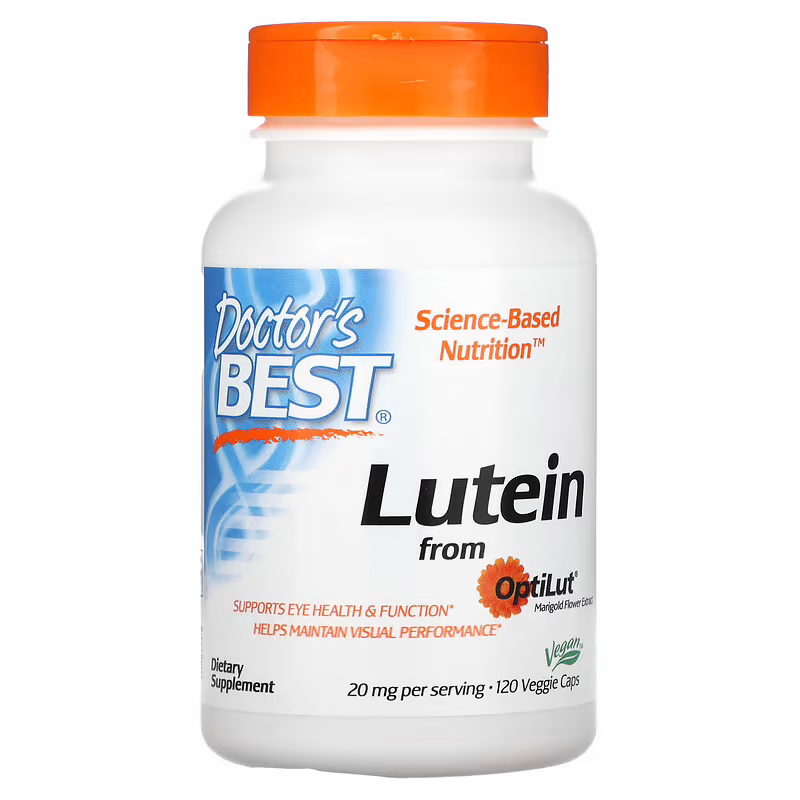 Doctor's
BEST®
Science-Based
Nutrition™
Lutein
from
OptiLut®
Marigold Flower Extract
SUPPORTS EYE HEALTH & FUNCTION*
HELPS MAINTAIN VISUAL PERFORMANCE*
Vegan™
Dietary
Supplement
20 mg per serving • 120 Veggie Caps